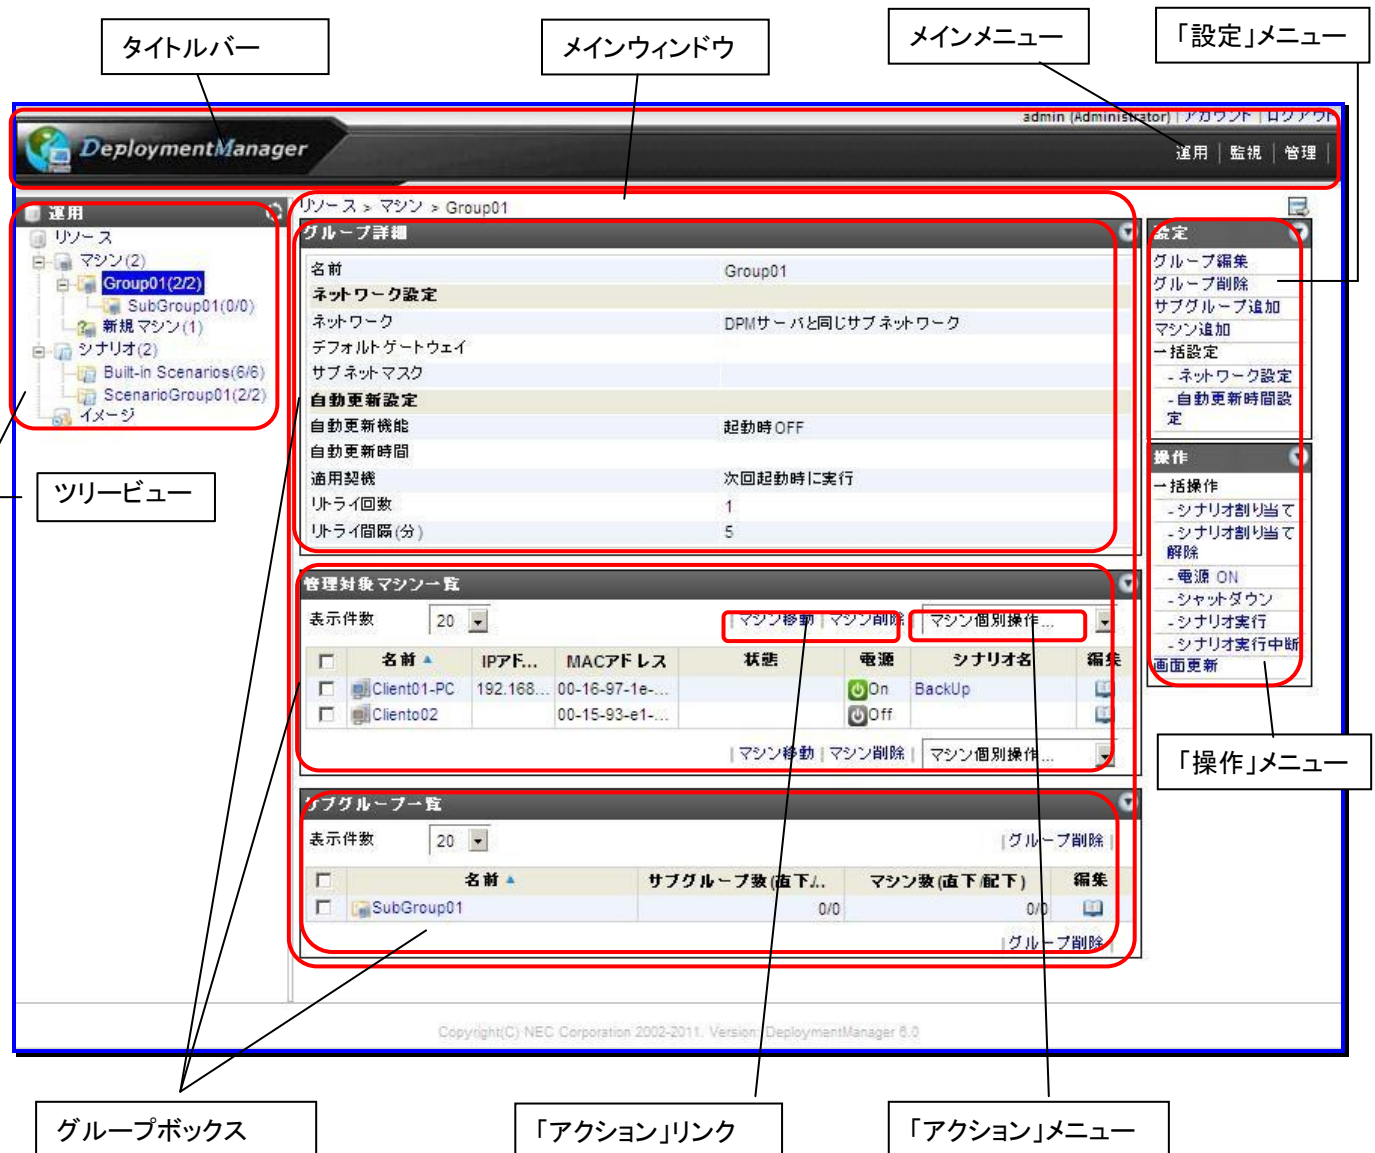 タイトルバー
メインウィンドウ
メインメニュー
「設定」メニュー
admin (Administrator) | アカウント | ログアウト
DeploymentManager
運用 | 監視 | 管理 |
運用
リソース
マシン(2)
Group01(2/2)
SubGroup01(0/0)
新規マシン(1)
シナリオ(2)
Built-in Scenarios(6/6)
ScenarioGroup01(2/2)
イメージ
ツリービュー
リソース > マシン > Group01
グループ詳細
名前 Group01
ネットワーク設定
ネットワーク DPMサーバと同じサブネットワーク
デフォルトゲートウェイ
サブネットマスク
自動更新設定
自動更新機能 起動時OFF
自動更新時間
適用契機 次回起動時に実行
リトライ回数 1
リトライ間隔(分) 5
管理対象マシン一覧
表示件数 20 | マシン移動 | マシン削除 | マシン個別操作...
名前 IPアド... MACアドレス 状態 電源 シナリオ名 編集
Client01-PC 192.168... 00-16-97-1e-... On BackUp
Cliento02 00-15-93-e1-... Off
| マシン移動 | マシン削除 | マシン個別操作...
サブグループ一覧
表示件数 20 | グループ削除 |
名前 サブグループ数(直下/... マシン数(直下/配下) 編集
SubGroup01 0/0 0/0
| グループ削除 |
設定
グループ編集
グループ削除
サブグループ追加
マシン追加
一括設定
- ネットワーク設定
- 自動更新時間設
定
操作
一括操作
- シナリオ割り当て
- シナリオ割り当て
解除
- 電源 ON
- シャットダウン
- シナリオ実行
- シナリオ実行中断
画面更新
「操作」メニュー
Copyright(C) NEC Corporation 2002-2011. Version: DeploymentManager 6.0
グループボックス
「アクション」リンク
「アクション」メニュー